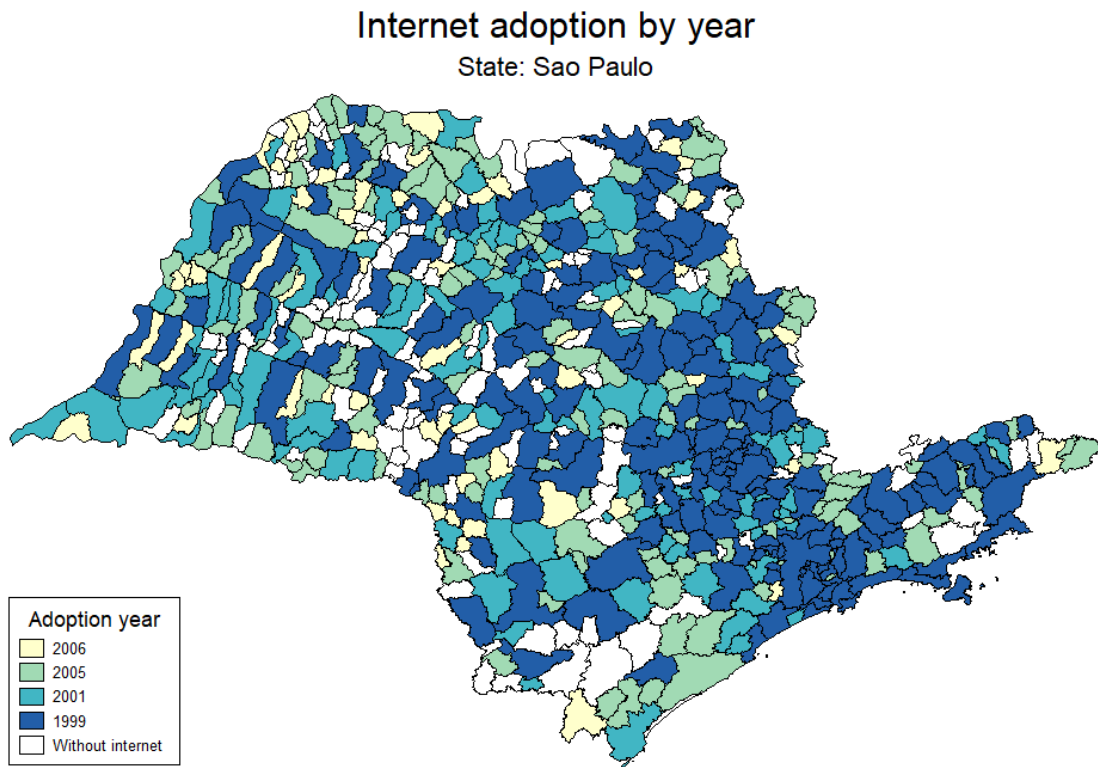 Internet adoption by year
State: Sao Paulo
Adoption year
2006
2005
2001
1999
Without internet